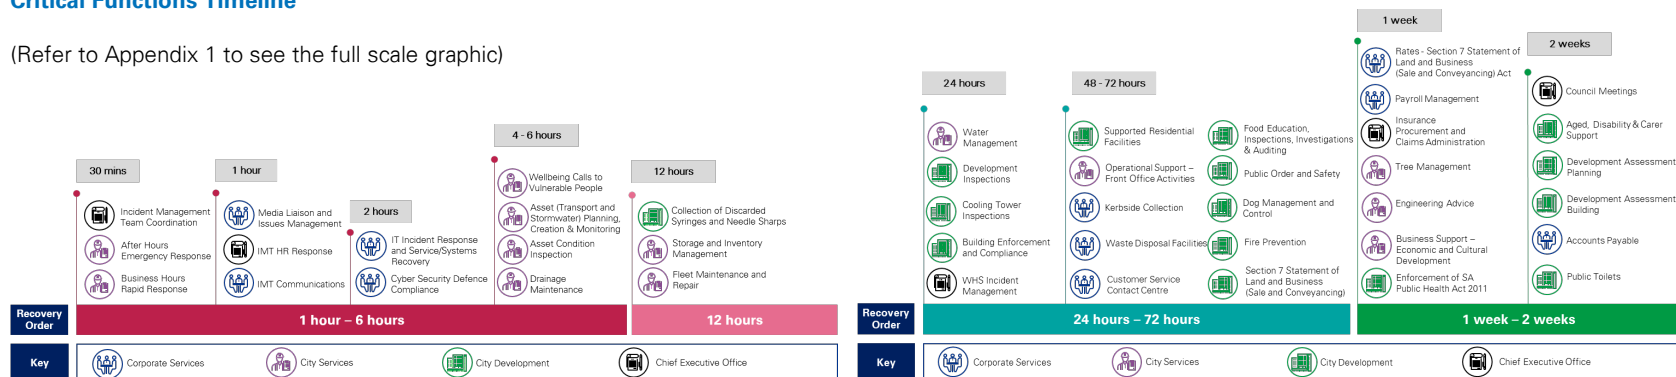 Critical Functions Timeline
(Refer to Appendix 1 to see the full scale graphic)
30 mins
Incident Management
Team Coordination
After Hours
Emergency Response
Business Hours
Rapid Response
1 hour
Media Liaison and
Issues Management
IMT HR Response
IMT Communications
2 hours
IT Incident Response
and Service/Systems
Recovery
Cyber Security Defence
Compliance
4 - 6 hours
Wellbeing Calls to
Vulnerable People
Asset (Transport and
Stormwater) Planning,
Creation & Monitoring
Asset Condition
Inspection
Drainage
Maintenance
12 hours
Collection of Discarded
Syringes and Needle Sharps
Storage and Inventory
Management
Fleet Maintenance and
Repair
Recovery
Order
1 hour – 6 hours
12 hours
Key
Corporate Services
City Services
City Development
Chief Executive Office
24 hours
Water
Management
Development
Inspections
Cooling Tower
Inspections
Building Enforcement
and Compliance
WHS Incident
Management
48 - 72 hours
Supported Residential
Facilities
Operational Support –
Front Office Activities
Kerbside Collection
Waste Disposal Facilities
Customer Service
Contact Centre
Food Education,
Inspections, Investigations
& Auditing
Public Order and Safety
Dog Management and
Control
Fire Prevention
Section 7 Statement of
Land and Business
(Sale and Conveyancing)
1 week
Rates - Section 7 Statement of
Land and Business
(Sale and Conveyancing) Act
Payroll Management
Insurance
Procurement and
Claims Administration
Tree Management
Engineering Advice
Business Support –
Economic and Cultural
Development
Enforcement of SA
Public Health Act 2011
2 weeks
Council Meetings
Aged, Disability & Carer
Support
Development Assessment
Planning
Development Assessment
Building
Accounts Payable
Public Toilets
Recovery
Order
24 hours – 72 hours
1 week – 2 weeks
Key
Corporate Services
City Services
City Development
Chief Executive Office